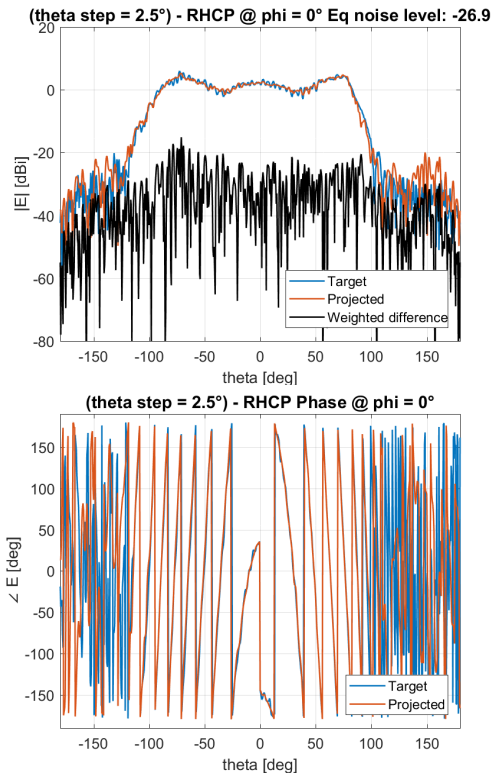 (theta step = 2.5°) - RHCP @ phi = 0° Eq noise level: -26.9
20
0
-20
-40
-60
-80
|E| [dBi]
Target
Projected
Weighted difference
-150 -100 -50 0 50 100 150
theta [deg]
(theta step = 2.5°) - RHCP Phase @ phi = 0°
150
100
50
0
-50
-100
-150
∠ E [deg]
Target
Projected
-150 -100 -50 0 50 100 150
theta [deg]